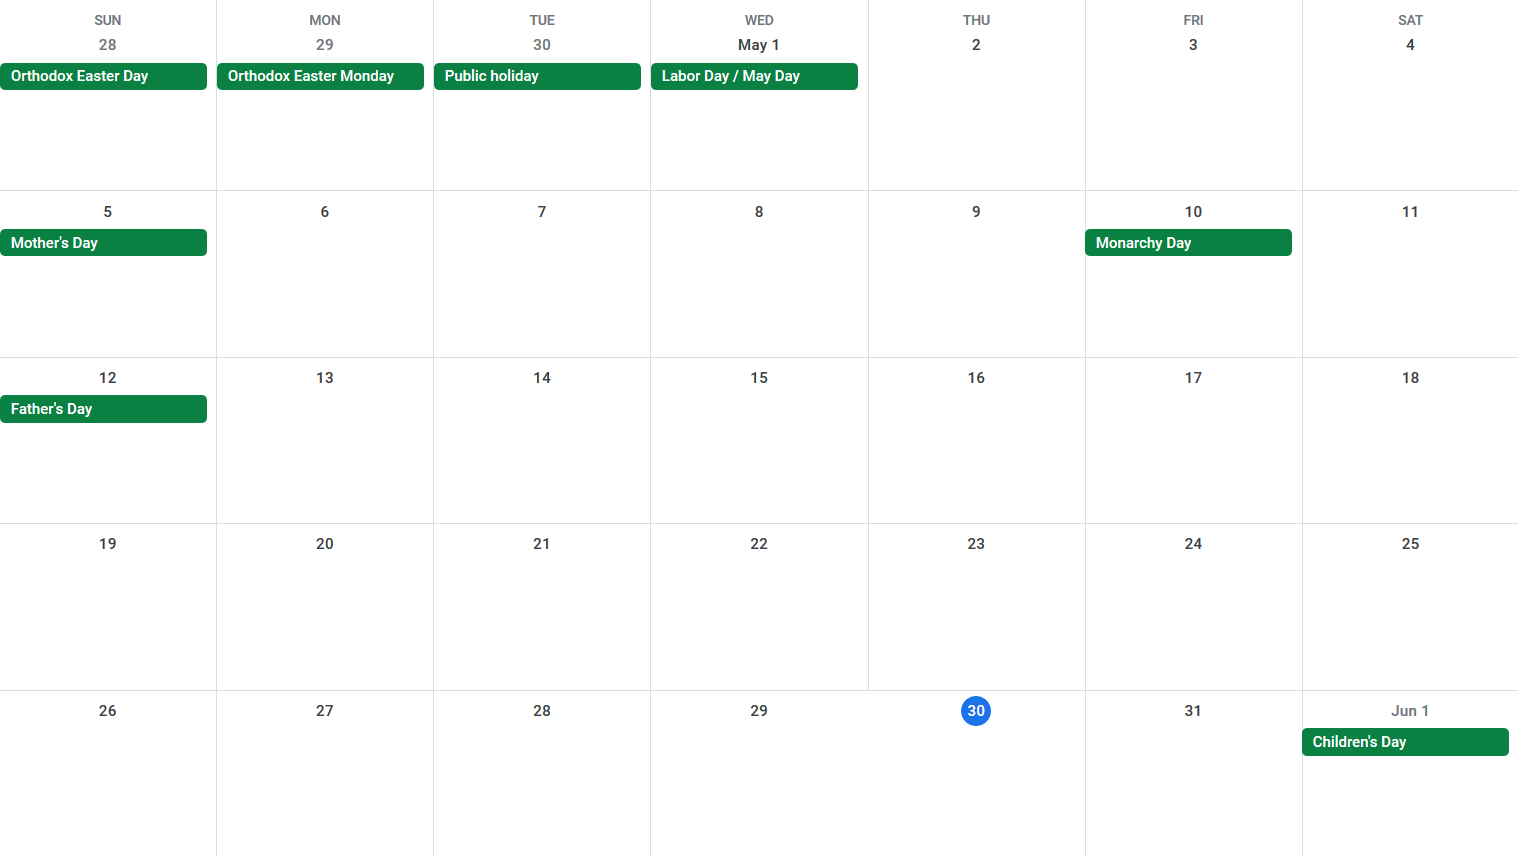 SUN MON TUE WED THU FRI SAT
28 29 30 May 1 2 3 4
Orthodox Easter Day Orthodox Easter Monday Public holiday Labor Day / May Day
5 6 7 8 9 10 11
Mother's Day Monarchy Day
12 13 14 15 16 17 18
Father's Day
19 20 21 22 23 24 25
26 27 28 29 30 31 Jun 1
Children's Day